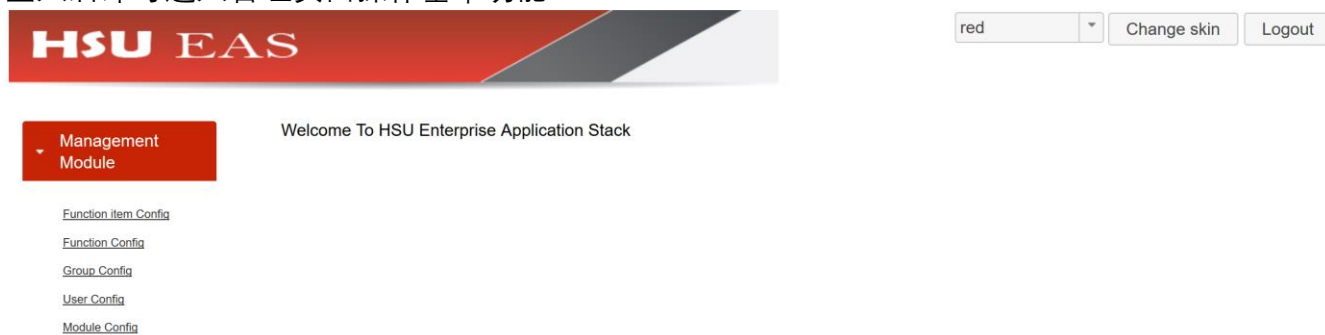 HSU EAS
red
Change skin
Logout
Management
Module
Welcome To HSU Enterprise Application Stack
Function item Config
Function Config
Group Config
User Config
Module Config